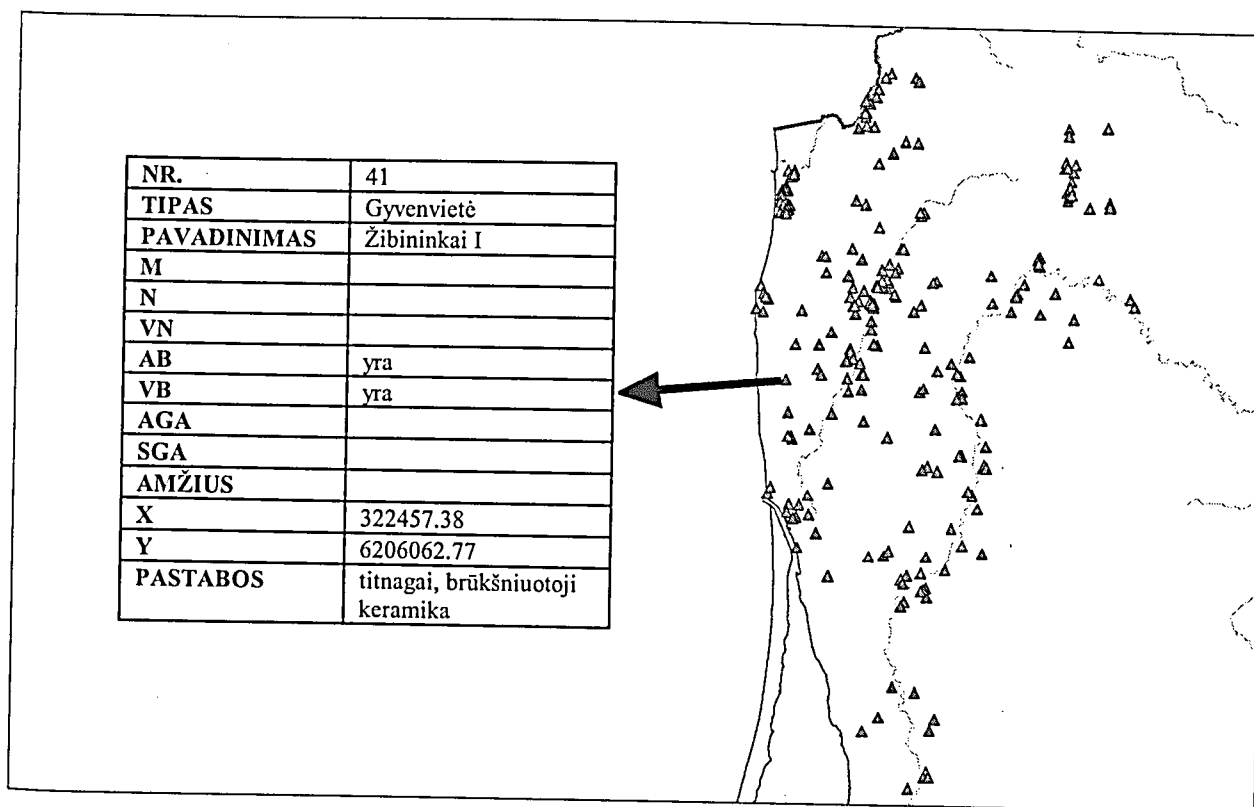 NR. 41
TIPAS Gyvenvietė
PAVADINIMAS Žibininkai I
M
N
VN
AB yra
VB yra
AGA
SGA
AMŽIUS
X 322457.38
Y 6206062.77
PASTABOS titnagai, brūkšniuotoji
keramika